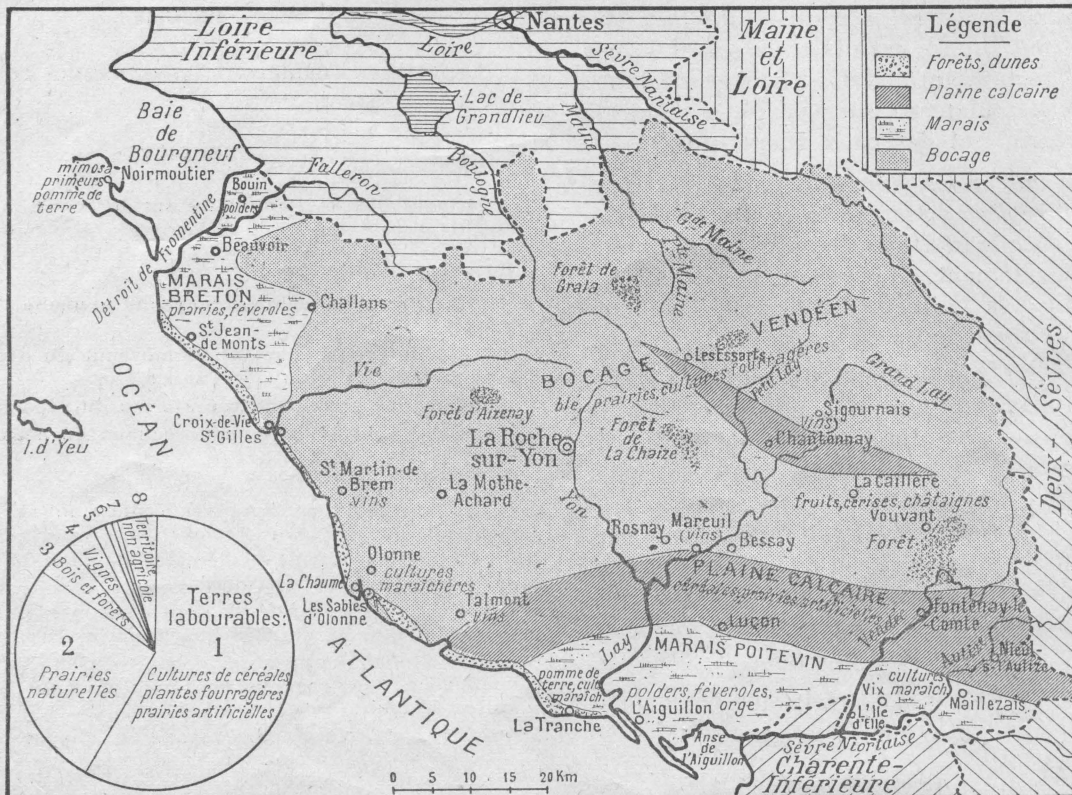 Loire
Inférieure
Loire
Nantes
Sèvre Nantaise
Maine
et
Loire
Légende
Forêts, dunes
Plaine calcaire
Marais
Bocage
Lac de
Grandlieu
Baie
de
Bourgneuf
Noirmoutier
mimosa
primeurs
pomme de
terre
Falleron
Boulogne
Maine
Bouin
polders
Détroit de Fromentine
Beauvoir
MARAIS
BRETON
prairies, féveroles
Challans
St Jean-
de Monts
Gde Maine
Pte Maine
Forêt de
Grala
VENDÉEN
BOCAGE
blé, prairies, cultures fourragères
Les Essarts
Petit Lay
Grand Lay
Sigournais
vins
Chantonnay
OCÉAN
I. d'Yeu
Vie
Croix-de-Vie
St Gilles
Forêt d'Aizenay
La Roche
sur-Yon
Forêt
de
La Chaize
St Martin-de
Brem
vins
La Mothe-
Achard
Yon
La Caillère
fruits, cerises, châtaignes
Vouvant
Forêt
Rosnay
Mareuil
(vins)
Bessay
Deux-Sèvres
Olonne
cultures
maraîchères
La Chaume
Les Sables
d'Olonne
Talmont
vins
PLAINE CALCAIRE
céréales, prairies artificielles
Vendée
Fontenay-le
Comte
Luçon
Autize
Nieul
s. l'Autize
Lay
MARAIS POITEVIN
pomme de
terre, cult.
maraîch.
polders, féveroles,
orge
L'Aiguillon
cultures
maraîch.
Vix
L'Ile
d'Elle
Maillezais
La Tranche
Anse
de
l'Aiguillon
Sèvre Niortaise
Charente-
Inférieure
ATLANTIQUE
0 5 10 15 20 Km
8
7
6
5
4
3
Territoire
non agricole
Vignes
Bois et forêts
2
Prairies
naturelles
Terres
labourables:
1
Cultures de céréales
plantes fourragères
prairies artificielles